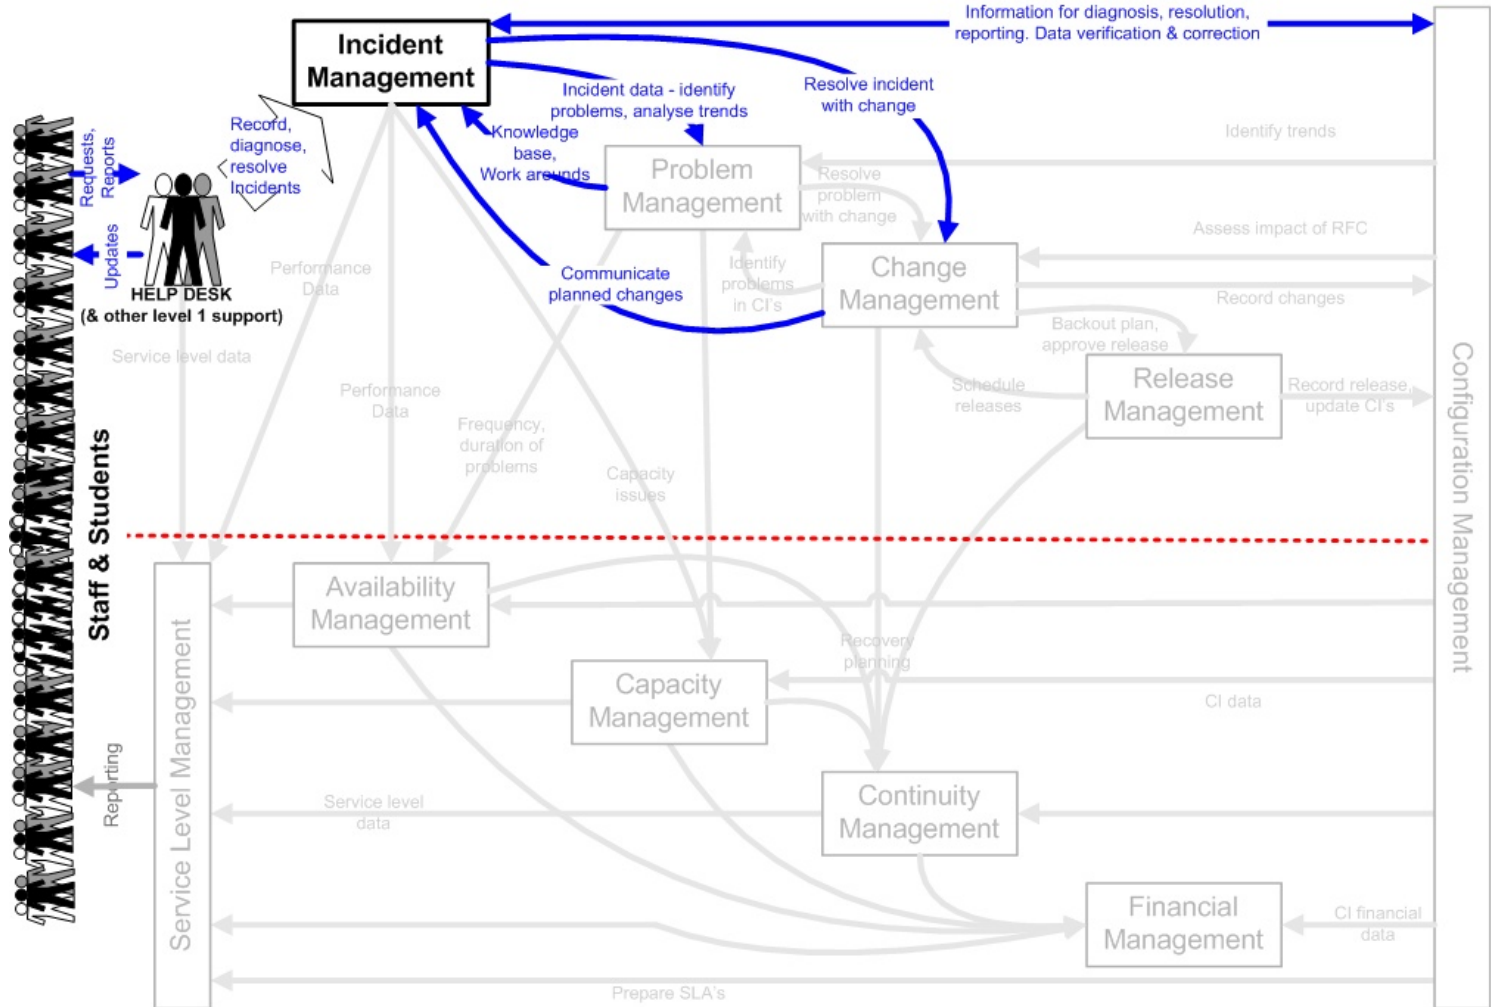 Information for diagnosis, resolution,
reporting. Data verification & correction
Incident
Management
Resolve incident
with change
Incident data - identify
problems, analyse trends
Record,
diagnose,
resolve
Incidents
Requests,
Reports
Knowledge
base,
Work arounds
Identify trends
Problem
Management
Resolve
problem
with change
Updates
Assess impact of RFC
Performance
Data
Communicate
planned changes
Identify
problems
in CI's
Change
Management
HELP DESK
(& other level 1 support)
Record changes
Backout plan,
approve release
Service level data
Performance
Data
Schedule
releases
Release
Management
Record release,
update CI's
Frequency,
duration of
problems
Capacity
issues
Configuration Management
Staff & Students
Availability
Management
Recovery
planning
Capacity
Management
CI data
Service Level Management
Reporting
Service level
data
Continuity
Management
Financial
Management
CI financial
data
Prepare SLA's